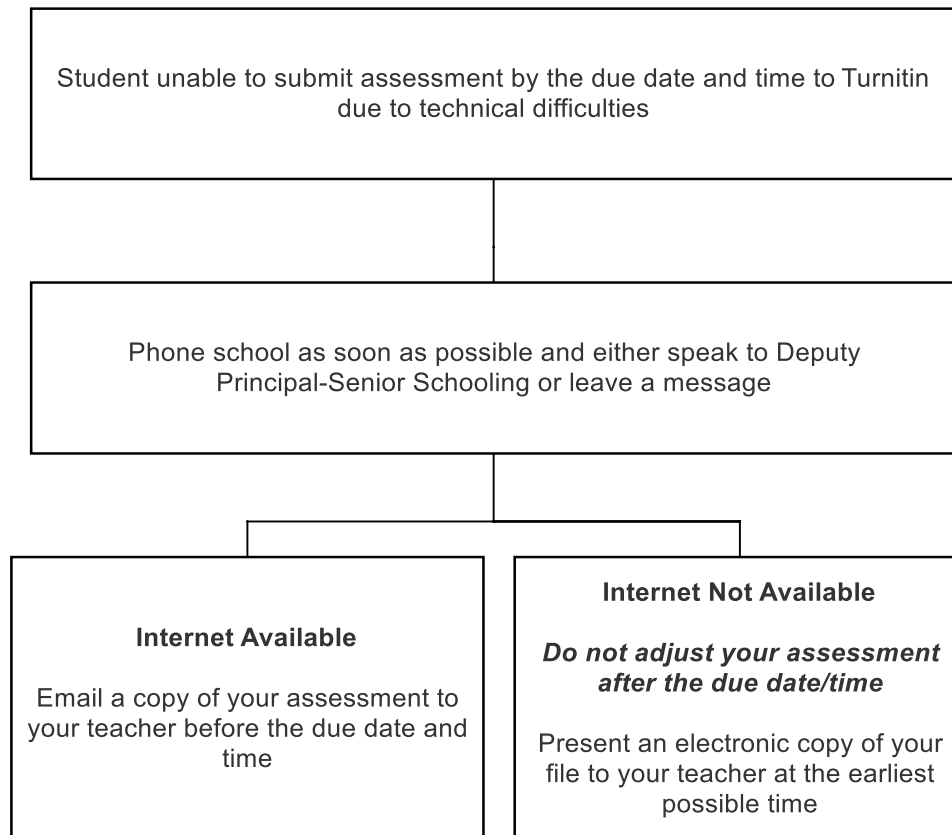 Student unable to submit assessment by the due date and time to Turnitin
due to technical difficulties
Phone school as soon as possible and either speak to Deputy
Principal-Senior Schooling or leave a message
Internet Available
Email a copy of your assessment to
your teacher before the due date and
time
Internet Not Available
Do not adjust your assessment
after the due date/time
Present an electronic copy of your
file to your teacher at the earliest
possible time